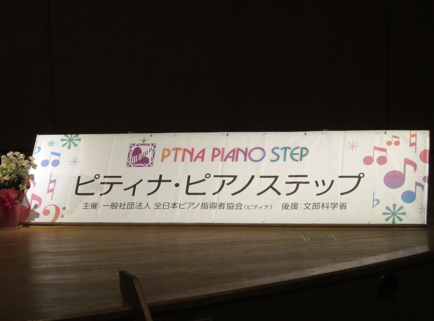 PTNA PIANO STEP
ピティナ・ピアノステップ
主催：一般社団法人 全日本ピアノ指導者協会（ピティナ） 後援：文部科学省